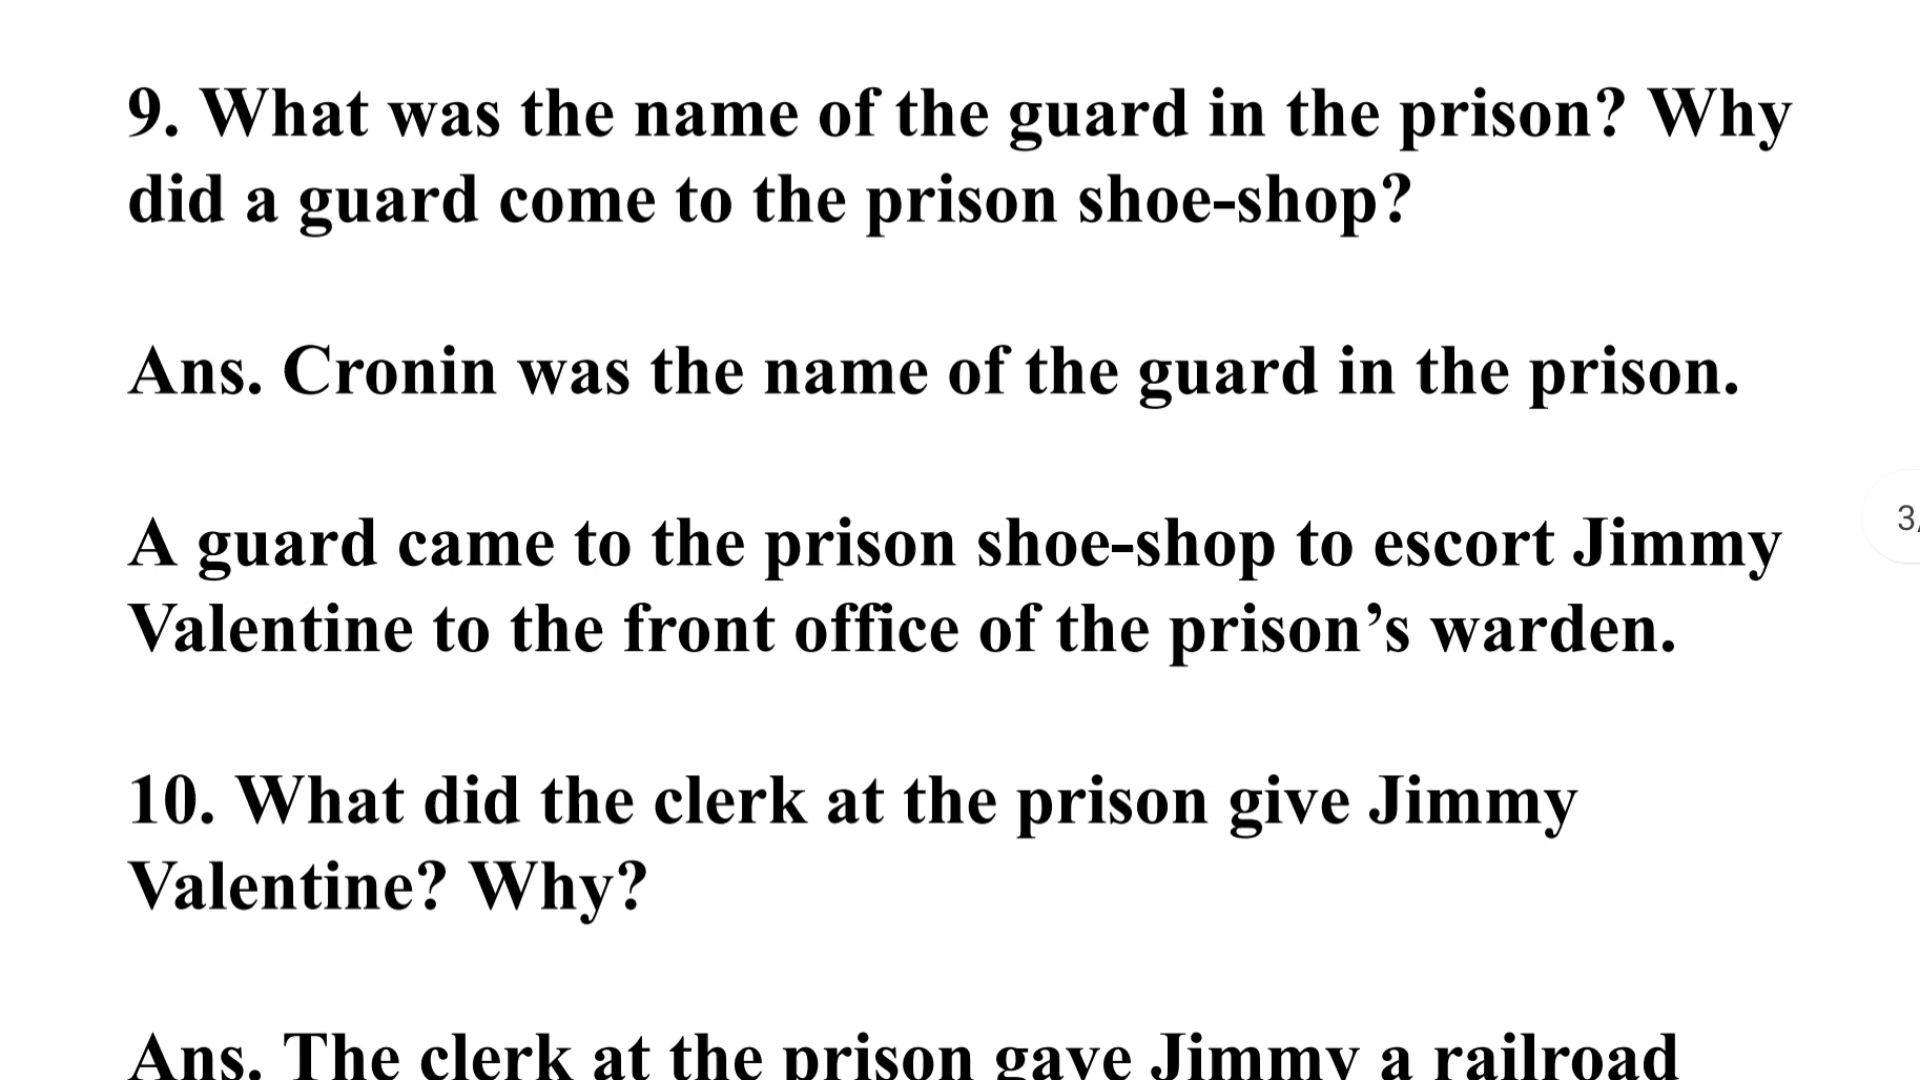 9. What was the name of the guard in the prison? Why
did a guard come to the prison shoe-shop?
Ans. Cronin was the name of the guard in the prison.
A guard came to the prison shoe-shop to escort Jimmy
3
Valentine to the front office of the prison’s warden.
10. What did the clerk at the prison give Jimmy
Valentine? Why?
Ans. The clerk at the prison gave Jimmy a railroad